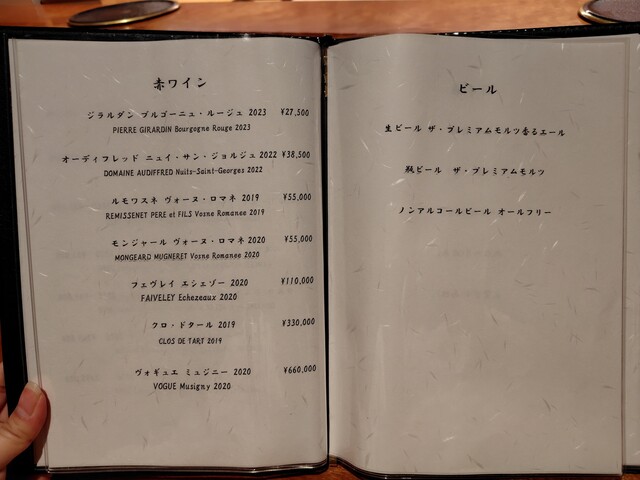 赤ワイン
ジラルダン ブルゴーニュ・ルージュ 2023 ¥27,500
PIERRE GIRARDIN Bourgogne Rouge 2023
オーディフレッド ニュイ・サン・ジョルジュ 2022 ¥38,500
DOMAINE AUDIFFRED Nuits-Saint-Georges 2022
ルモワスネ ヴォーヌ・ロマネ 2019 ¥55,000
REMISSENET PERE et FILS Vosne Romanee 2019
モンジャール ヴォーヌ・ロマネ 2020 ¥55,000
MONGEARD MUGNERET Vosne Romanee 2020
フェヴレイ エシェゾー 2020 ¥110,000
FAIVELEY Echezeaux 2020
クロ・ドタール 2019 ¥330,000
CLOS DE TART 2019
ヴォギュエ ミュジニー 2020 ¥660,000
VOGUE Musigny 2020
ビール
生ビール ザ・プレミアムモルツ香るエール
瓶ビール ザ・プレミアムモルツ
ノンアルコールビール オールフリー